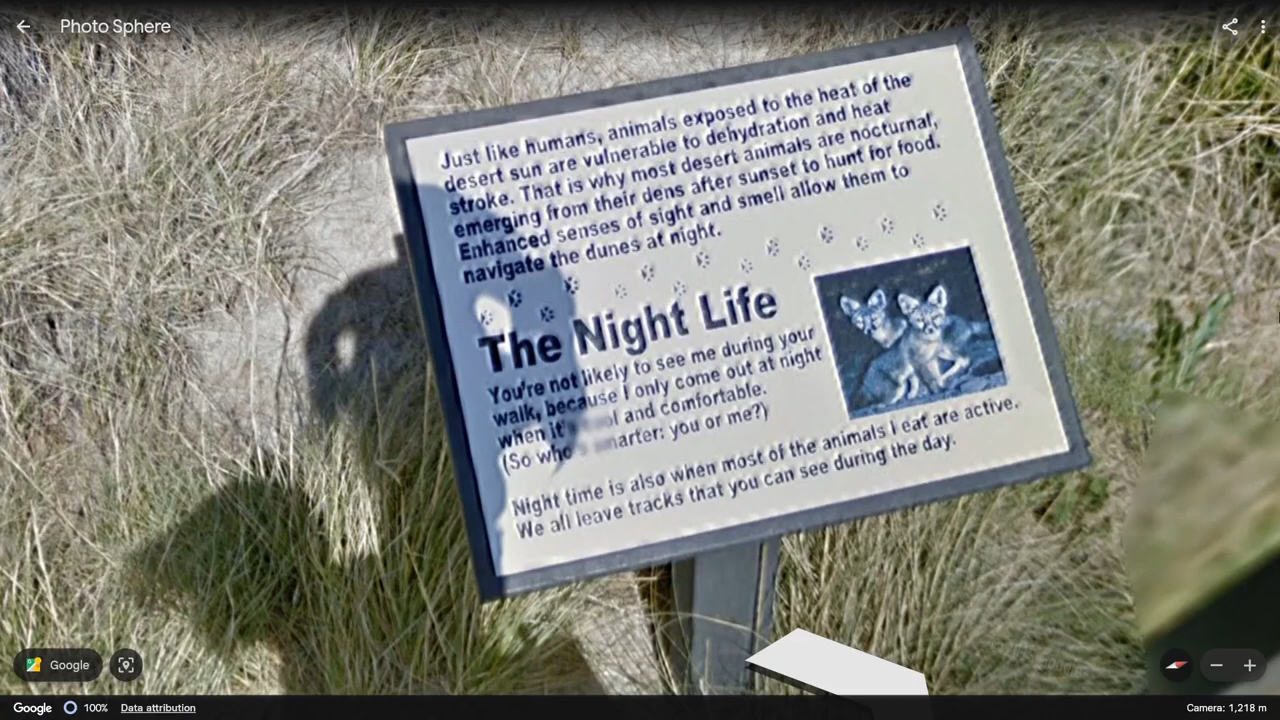 Photo Sphere
Just like humans, animals exposed to the heat of the
desert sun are vulnerable to dehydration and heat
stroke. That is why most desert animals are nocturnal,
emerging from their dens after sunset to hunt for food.
Enhanced senses of sight and smell allow them to
navigate the dunes at night.
The Night Life
You're not likely to see me during your
walk, because I only come out at night
when it's and comfortable.
(So who you or me?)
Night time is also when most of the animals I eat are active.
We all leave tracks that you can see during the day.
Google
Google
100%
Data attribution
Camera: 1,218 m